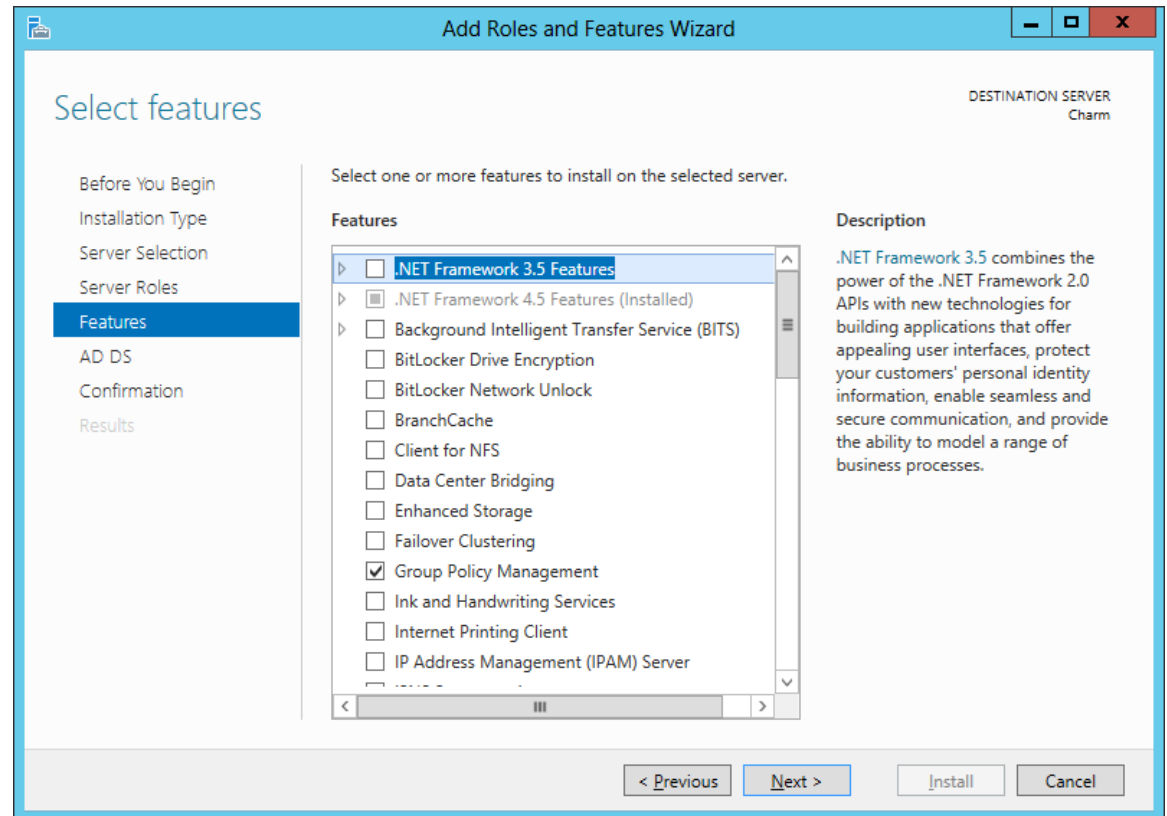 Add Roles and Features Wizard
Select features
DESTINATION SERVER
Charm
Before You Begin
Installation Type
Server Selection
Server Roles
Features
AD DS
Confirmation
Results
Select one or more features to install on the selected server.
Features
.NET Framework 3.5 Features
.NET Framework 4.5 Features (Installed)
Background Intelligent Transfer Service (BITS)
BitLocker Drive Encryption
BitLocker Network Unlock
BranchCache
Client for NFS
Data Center Bridging
Enhanced Storage
Failover Clustering
Group Policy Management
Ink and Handwriting Services
Internet Printing Client
IP Address Management (IPAM) Server
Description
.NET Framework 3.5 combines the
power of the .NET Framework 2.0
APIs with new technologies for
building applications that offer
appealing user interfaces, protect
your customers' personal identity
information, enable seamless and
secure communication, and provide
the ability to model a range of
business processes.
< Previous
Next >
Install
Cancel